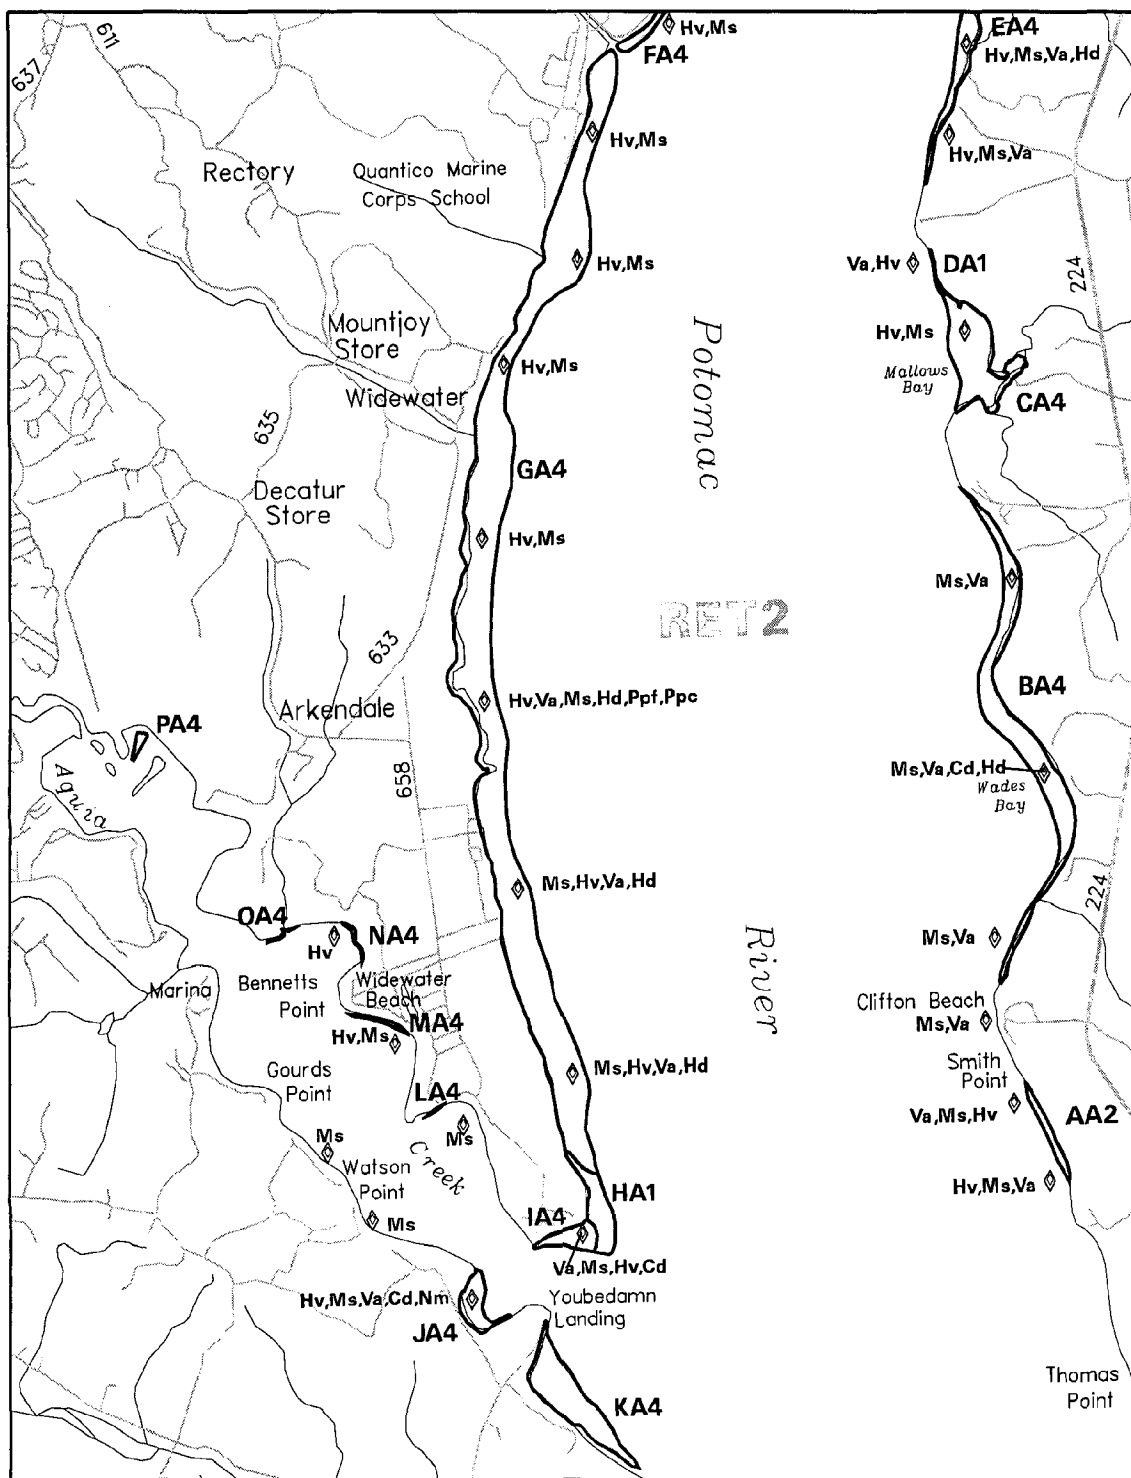 EA4
Hv,Ms
FA4
Hv,Ms,Va,Hd
611
637
Hv,Ms
Hv,Ms,Va
Rectory
Quantico Marine
Corps School
Hv,Ms
Va,Hv
DA1
224
Mountjoy
Store
Hv,Ms
Hv,Ms
Mallows
Bay
CA4
Widewater
Potomac
635
GA4
Decatur
Store
Hv,Ms
Ms,Va
RET2
633
BA4
Hv,Va,Ms,Hd,Ppf,Ppc
Arkendale
PA4
Ms,Va,Cd,Hd
Wades
Bay
658
Aquia
Ms,Hv,Va,Hd
224
OA4
NA4
Hv
Ms,Va
River
Marina
Bennetts
Point
Widewater
Beach
Clifton Beach
Ms,Va
MA4
Hv,Ms
Gourds
Point
Ms,Hv,Va,Hd
Smith
Point
LA4
Va,Ms,Hv
AA2
Ms
Ms
Creek
Watson
Point
Hv,Ms,Va
HA1
IA4
Ms
Va,Ms,Hv,Cd
Hv,Ms,Va,Cd,Nm
Youbedamn
Landing
JA4
Thomas
Point
KA4